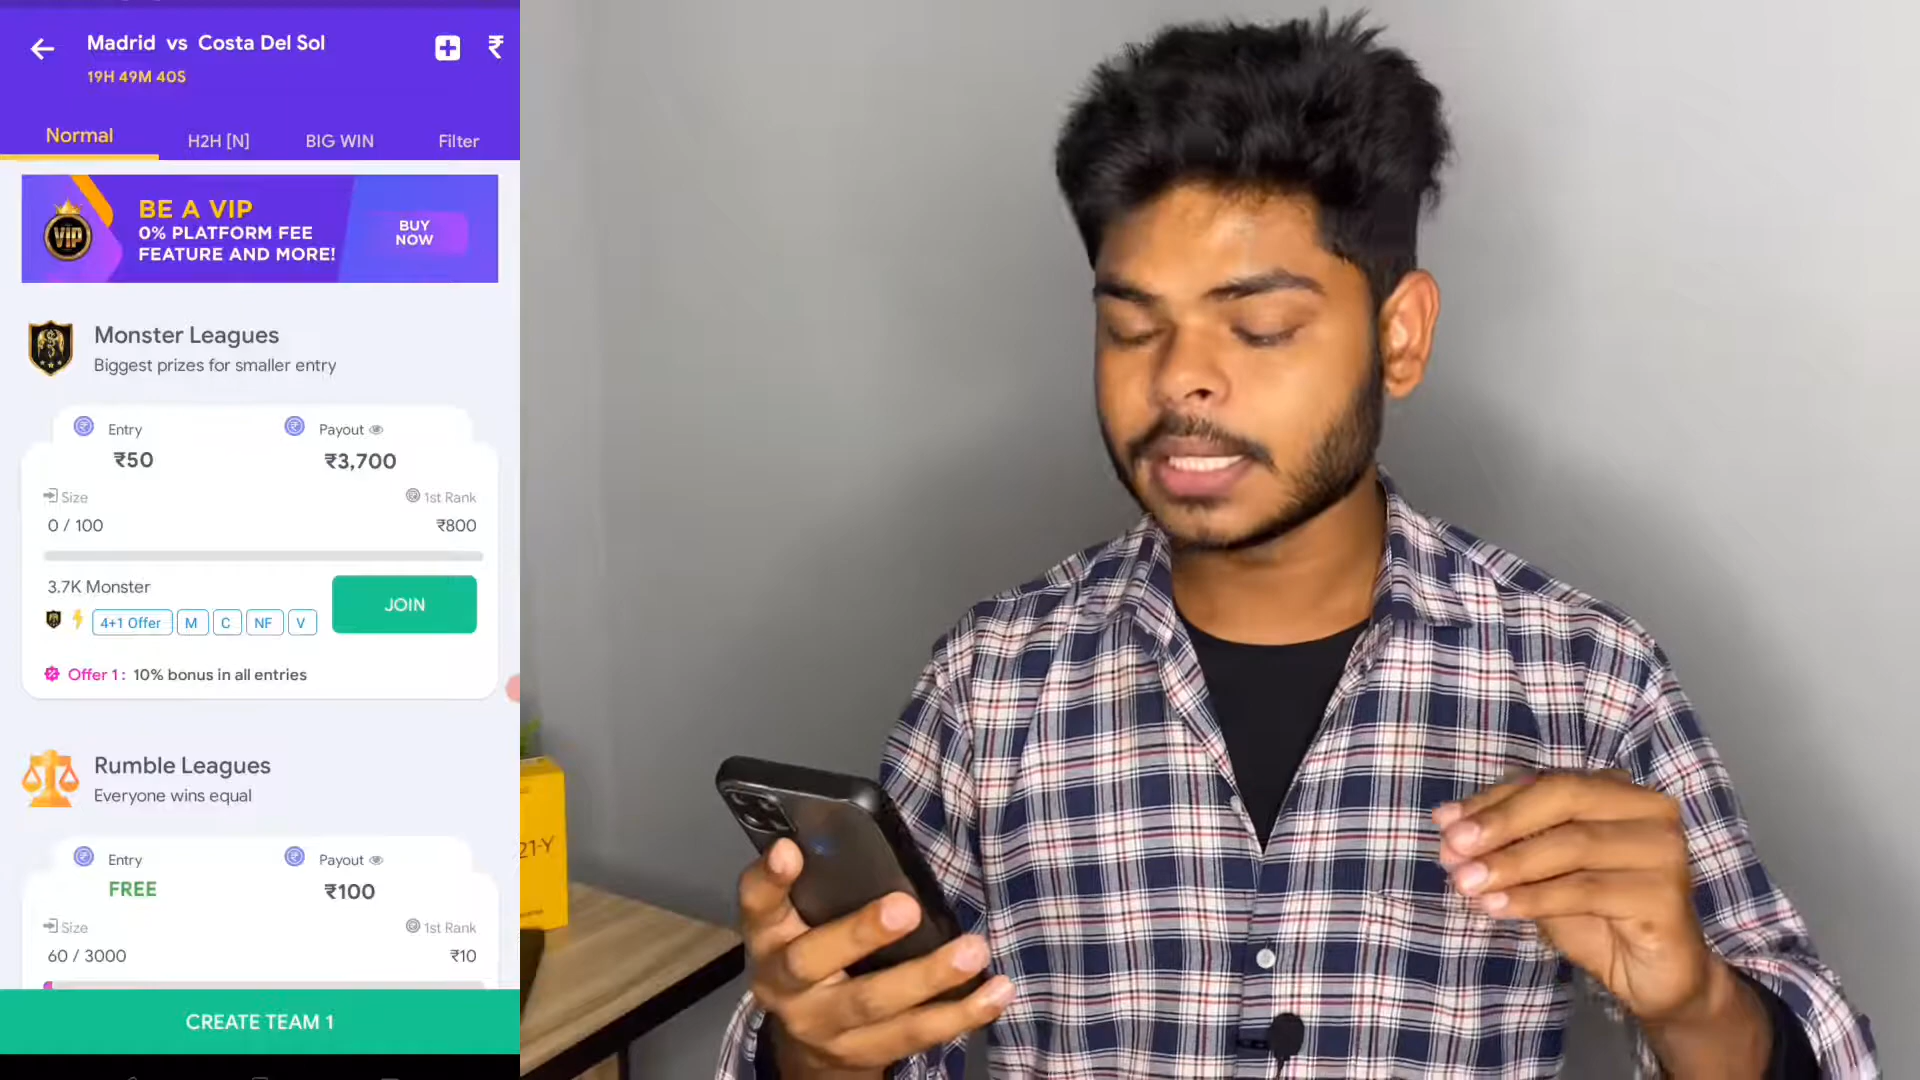 Madrid vs Costa Del Sol
19H 49M 40S
Normal
H2H [N]
BIG WIN
Filter
VIP
BE A VIP
0% PLATFORM FEE
FEATURE AND MORE!
BUY
NOW
Monster Leagues
Biggest prizes for smaller entry
Entry
Payout
₹50
₹3,700
Size
1st Rank
0 / 100
₹800
3.7K Monster
JOIN
4+1 Offer
M
C
NF
V
Offer 1 : 10% bonus in all entries
Rumble Leagues
Everyone wins equal
Entry
Payout
FREE
₹100
Size
1st Rank
60 / 3000
₹10
CREATE TEAM 1
21-Y